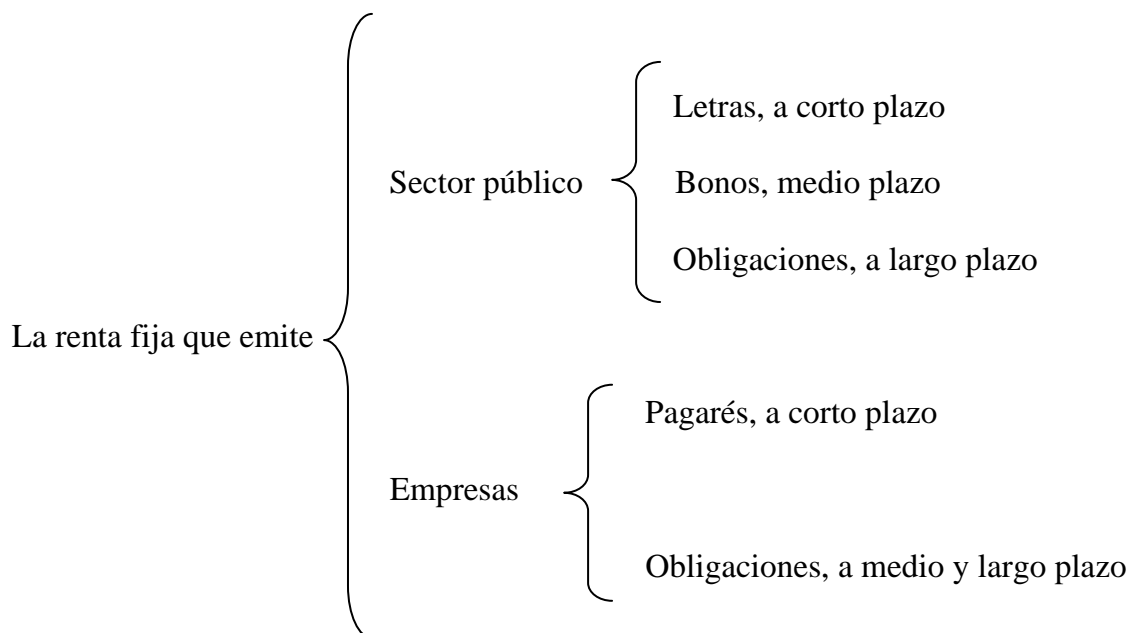 Letras, a corto plazo
Sector público
Bonos, medio plazo
Obligaciones, a largo plazo
La renta fija que emite
Pagarés, a corto plazo
Empresas
Obligaciones, a medio y largo plazo